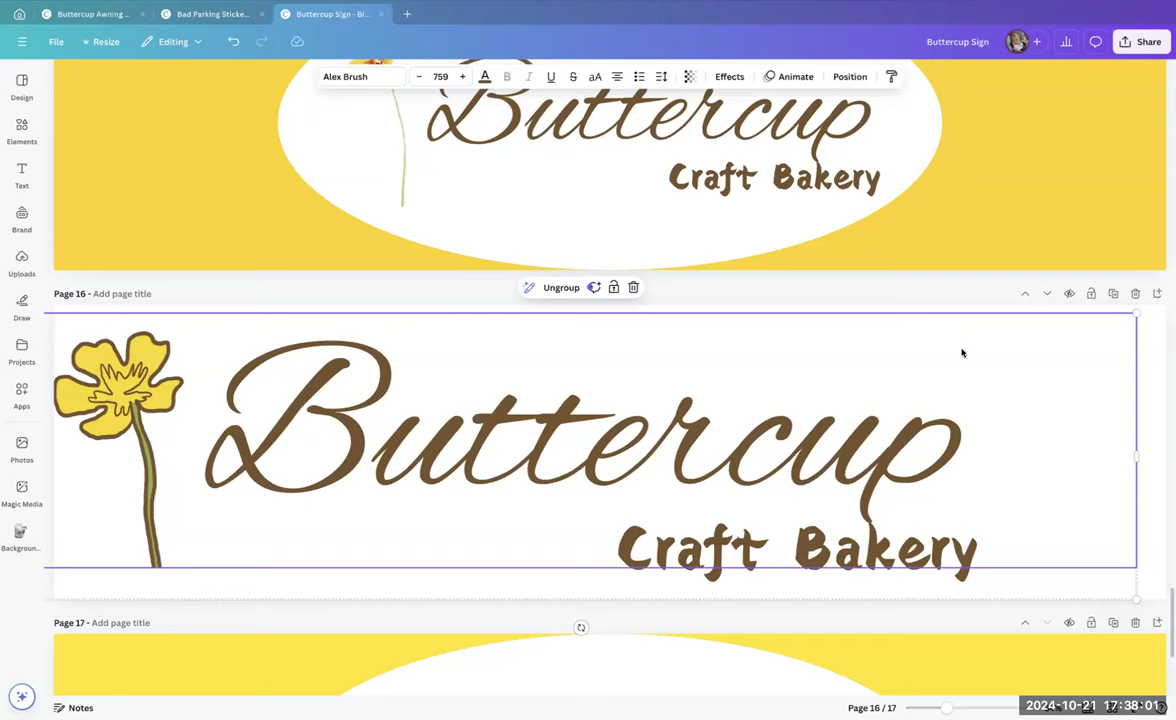 Buttercup Awning ...
Bad Parking Sticke...
Buttercup Sign - Bi...
File
Resize
Editing
Buttercup Sign
Share
Alex Brush
– 759 +
A B I U S aA
Effects
Animate
Position
Design
Elements
Text
Brand
Uploads
Draw
Projects
Apps
Photos
Magic Media
Backgroun...
Buttercup
Craft Bakery
Page 16 - Add page title
Ungroup
Buttercup
Craft Bakery
Page 17 - Add page title
Notes
Page 16 / 17
2024-10-21 17:38:01